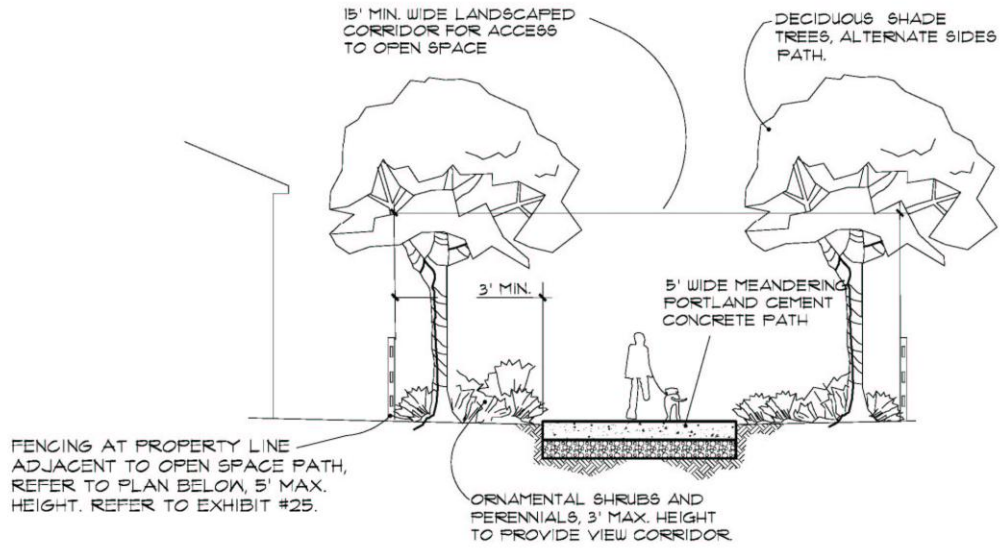 15' MIN. WIDE LANDSCAPED
CORRIDOR FOR ACCESS
TO OPEN SPACE
DECIDUOUS SHADE
TREES, ALTERNATE SIDES
PATH.
3' MIN.
5' WIDE MEANDERING
PORTLAND CEMENT
CONCRETE PATH
FENCING AT PROPERTY LINE
ADJACENT TO OPEN SPACE PATH,
REFER TO PLAN BELOW, 5' MAX.
HEIGHT. REFER TO EXHIBIT #25.
ORNAMENTAL SHRUBS AND
PERENNIALS, 3' MAX. HEIGHT
TO PROVIDE VIEW CORRIDOR.